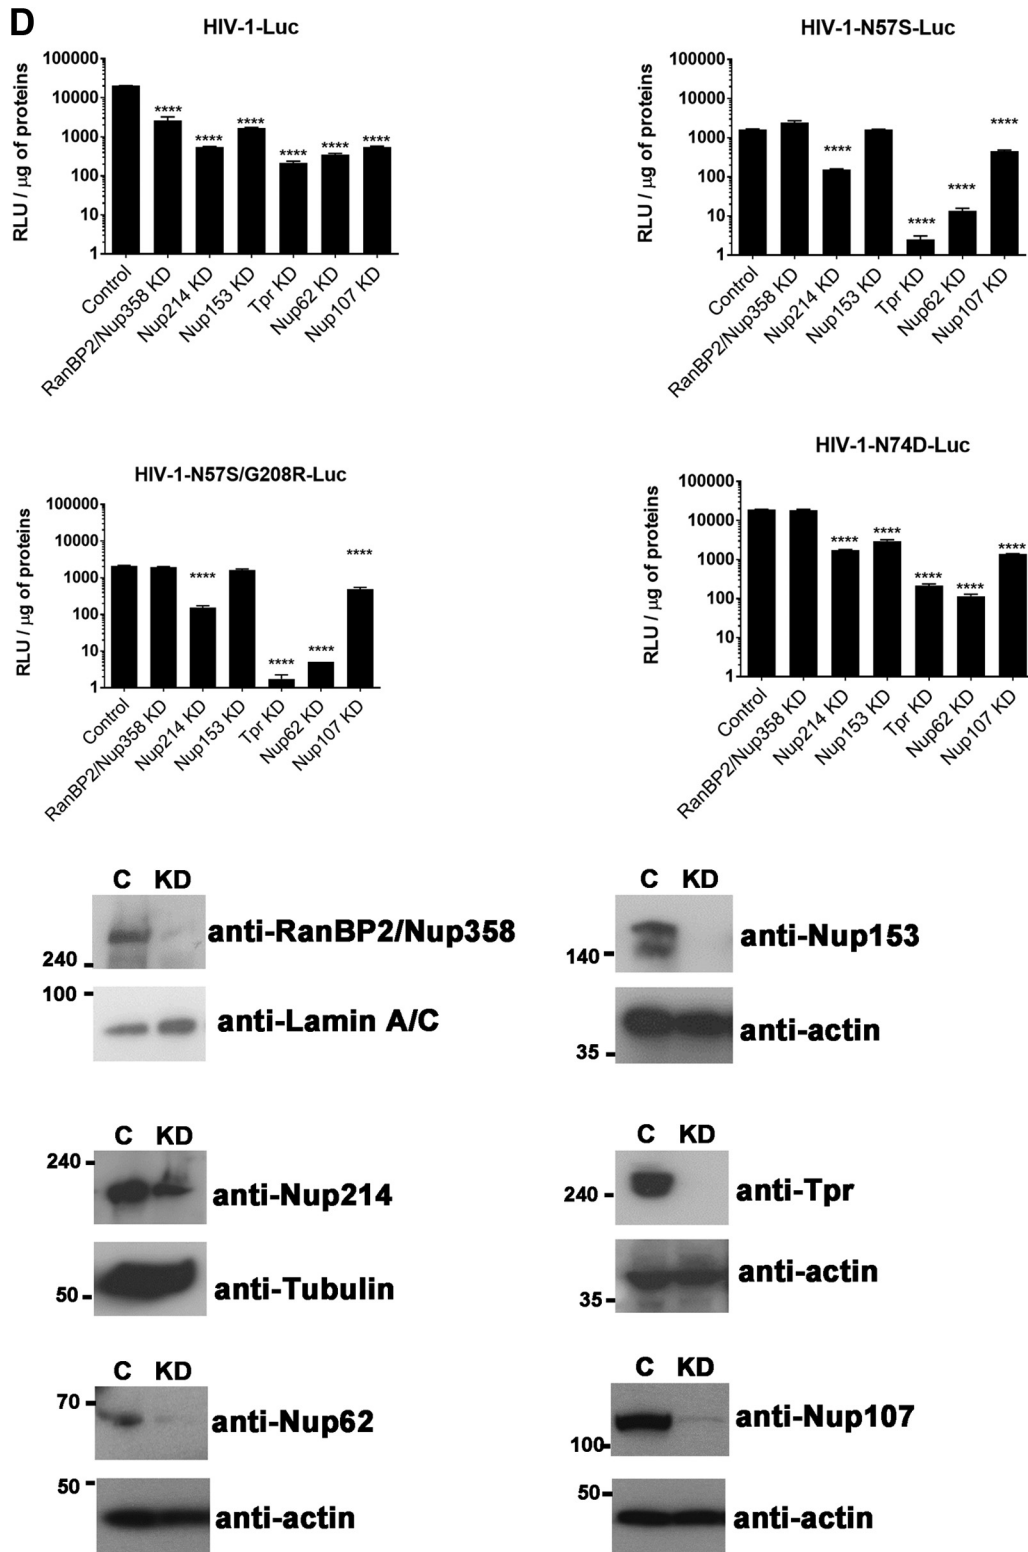 D
HIV-1-Luc
RLU / µg of proteins
100000
10000
1000
100
10
1
****
****
****
****
****
****
Control
RanBP2/Nup358 KD
Nup214 KD
Nup153 KD
Tpr KD
Nup62 KD
Nup107 KD
HIV-1-N57S-Luc
RLU / µg of proteins
100000
10000
1000
100
10
1
****
****
****
****
Control
RanBP2/Nup358 KD
Nup214 KD
Nup153 KD
Tpr KD
Nup62 KD
Nup107 KD
HIV-1-N57S/G208R-Luc
RLU / µg of proteins
100000
10000
1000
100
10
1
****
****
****
****
Control
RanBP2/Nup358 KD
Nup214 KD
Nup153 KD
Tpr KD
Nup62 KD
Nup107 KD
HIV-1-N74D-Luc
RLU / µg of proteins
100000
10000
1000
100
10
1
****
****
****
****
****
Control
RanBP2/Nup358 KD
Nup214 KD
Nup153 KD
Tpr KD
Nup62 KD
Nup107 KD
C KD
240
anti-RanBP2/Nup358
100
anti-Lamin A/C
C KD
140
anti-Nup153
35
anti-actin
C KD
240
anti-Nup214
50
anti-Tubulin
C KD
240
anti-Tpr
35
anti-actin
C KD
70
anti-Nup62
50
anti-actin
C KD
100
anti-Nup107
50
anti-actin